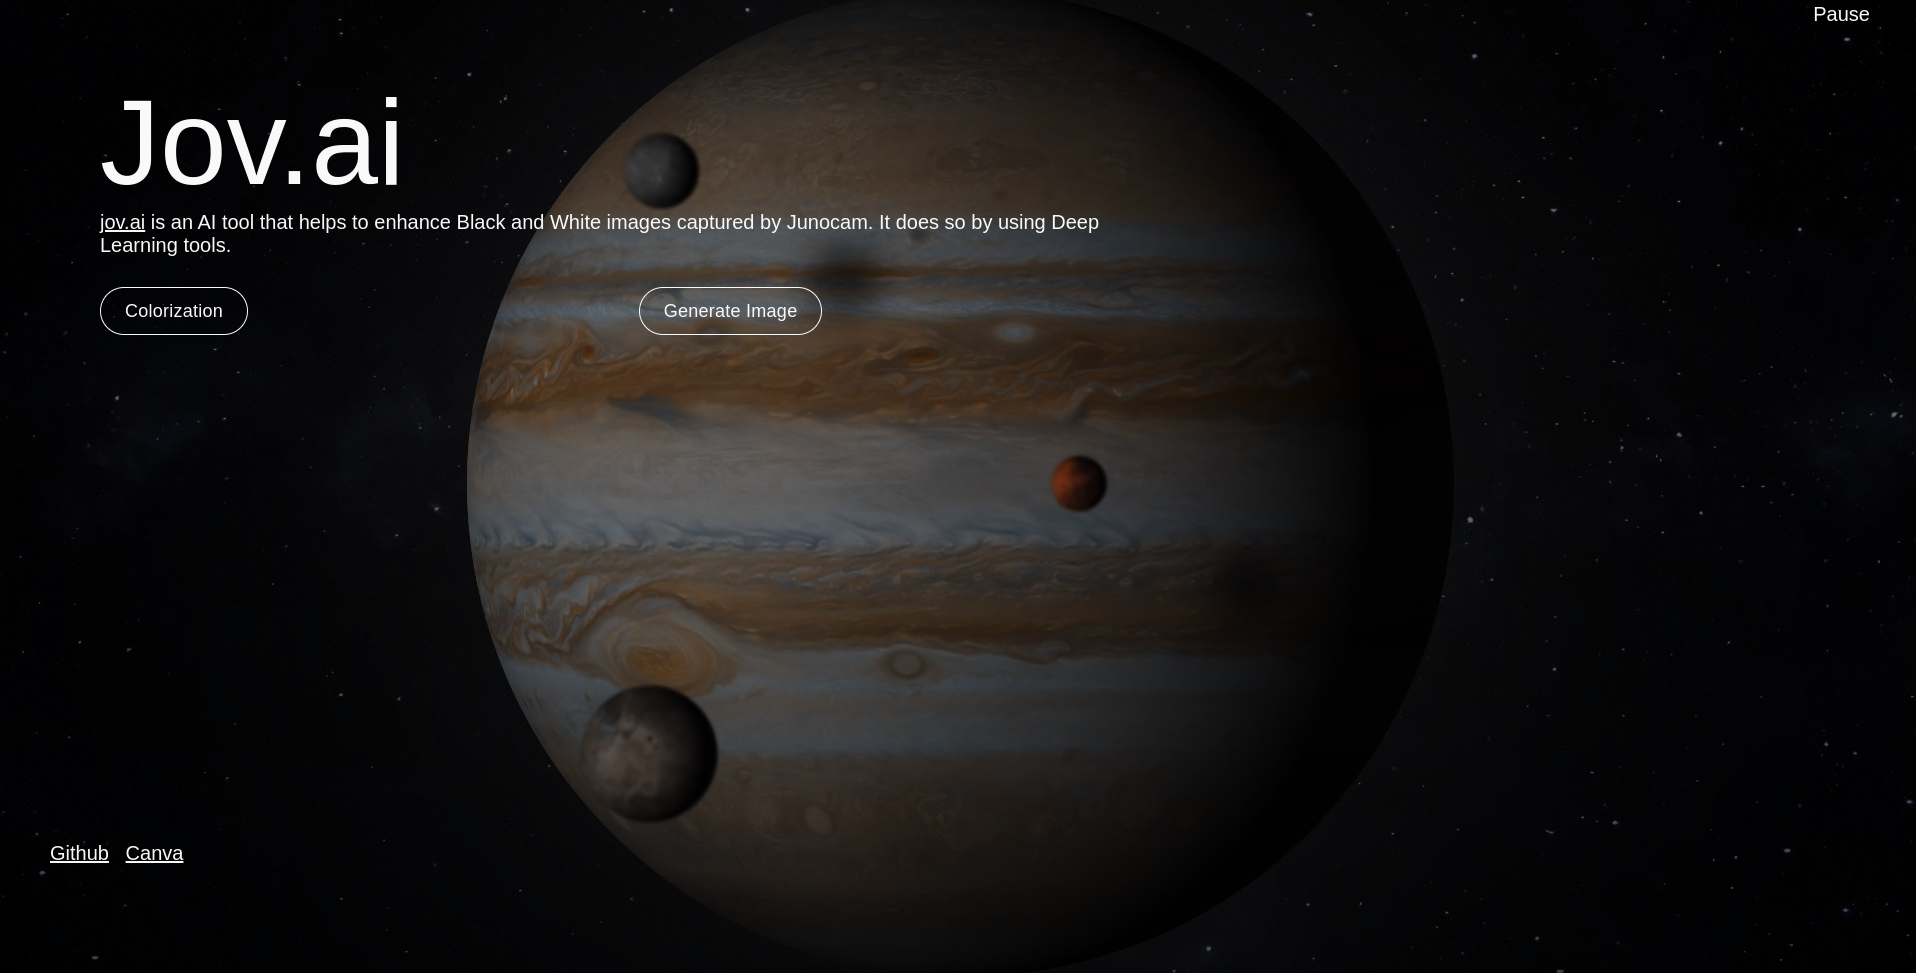 Pause
Jov.ai
jov.ai is an AI tool that helps to enhance Black and White images captured by Junocam. It does so by using Deep
Learning tools.
Colorization
Generate Image
Github Canva